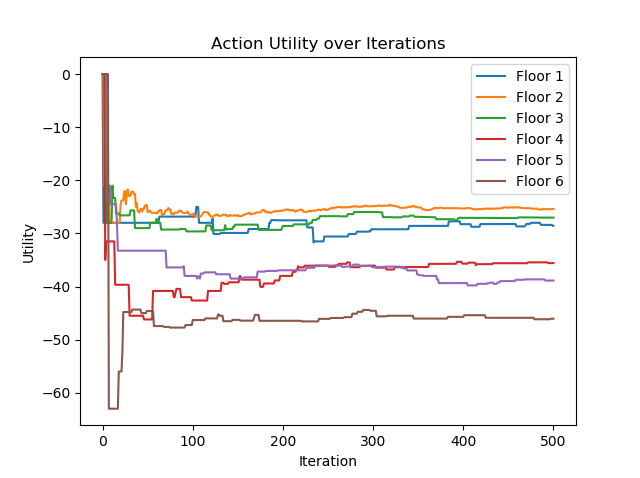 Action Utility over Iterations
Floor 1
Floor 2
Floor 3
Floor 4
Floor 5
Floor 6
0
−10
−20
−30
−40
−50
−60
Utility
0 100 200 300 400 500
Iteration